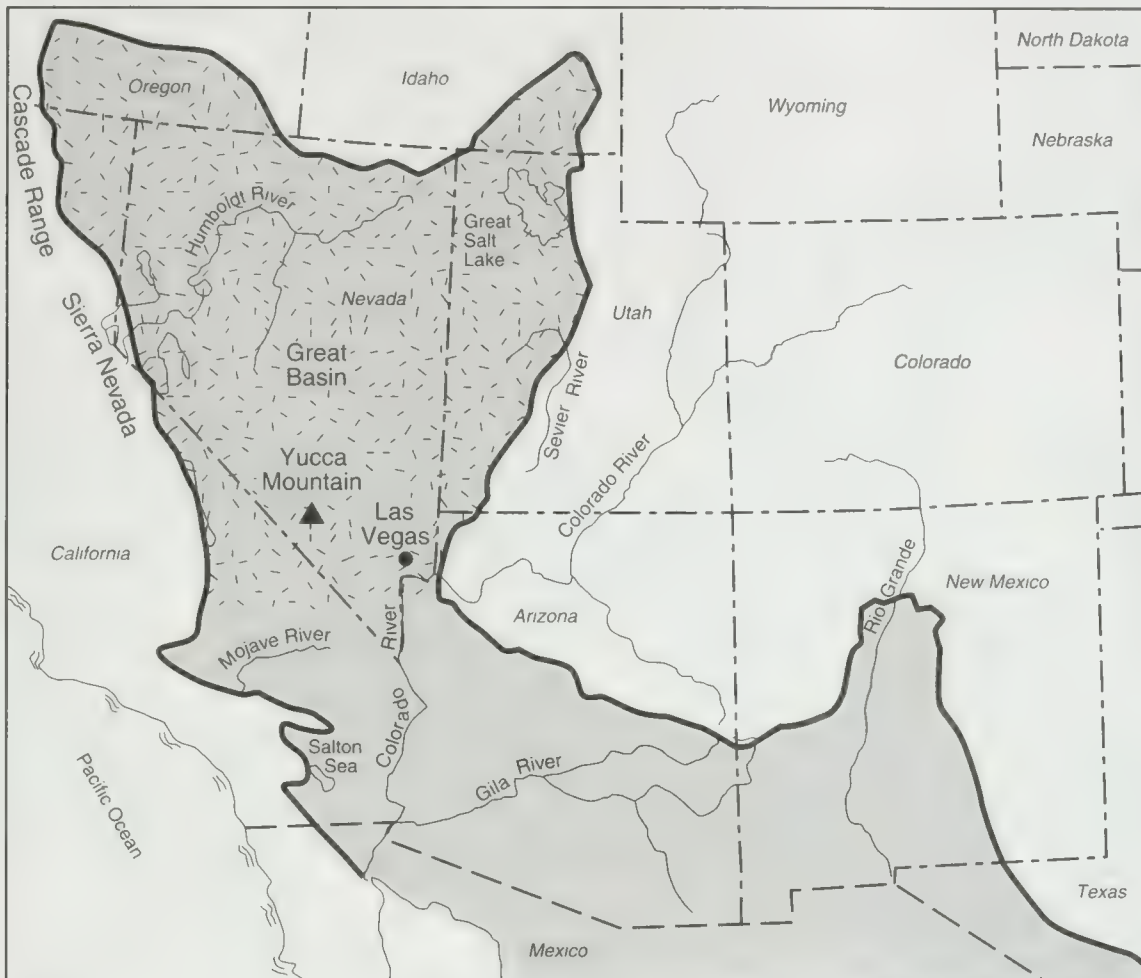 North Dakota
Oregon
Idaho
Wyoming
Nebraska
Cascade Range
Humboldt River
Great
Salt
Lake
Nevada
Utah
Sierra Nevada
Great
Basin
Colorado
Sevier River
Yucca
Mountain
Las
Vegas
Colorado River
California
New Mexico
Rio Grande
Arizona
River
Mojave River
Colorado
Salton
Sea
Gila River
Pacific Ocean
Texas
Mexico